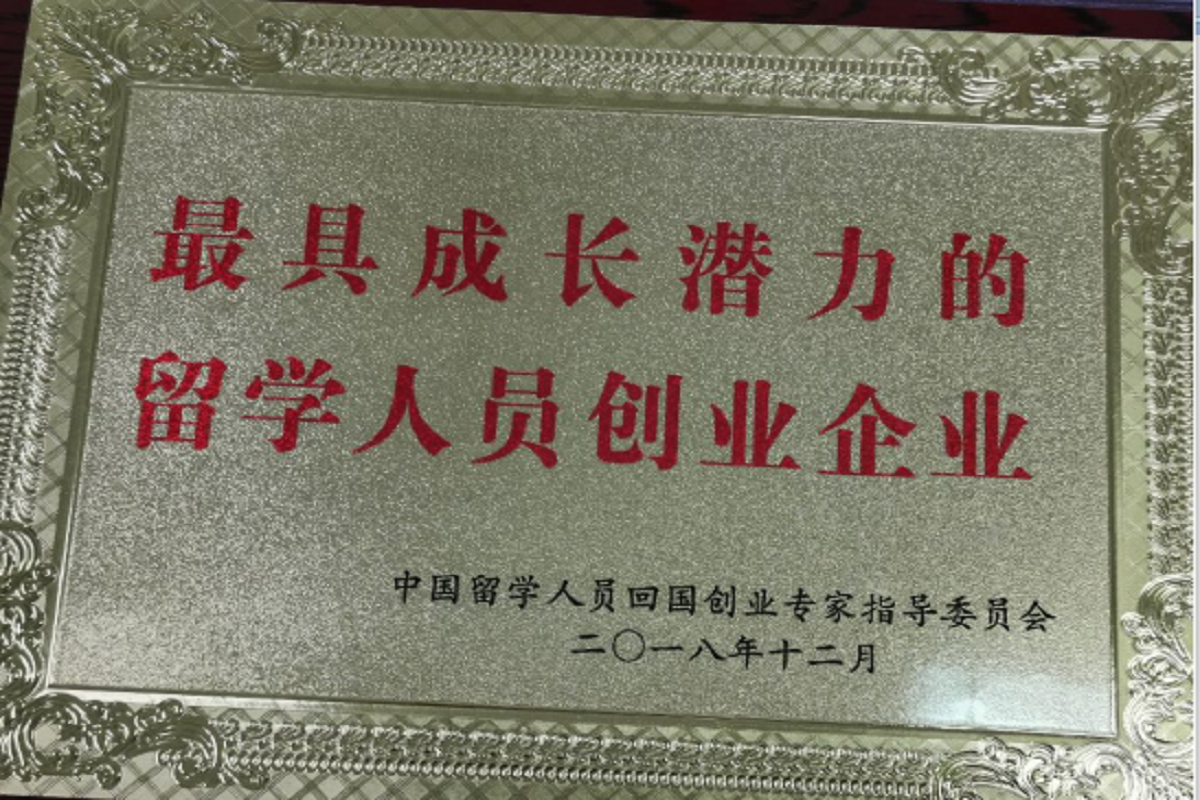 最具成长潜力的
留学人员创业企业
中国留学人员回国创业专家指导委员会
二〇一八年十二月